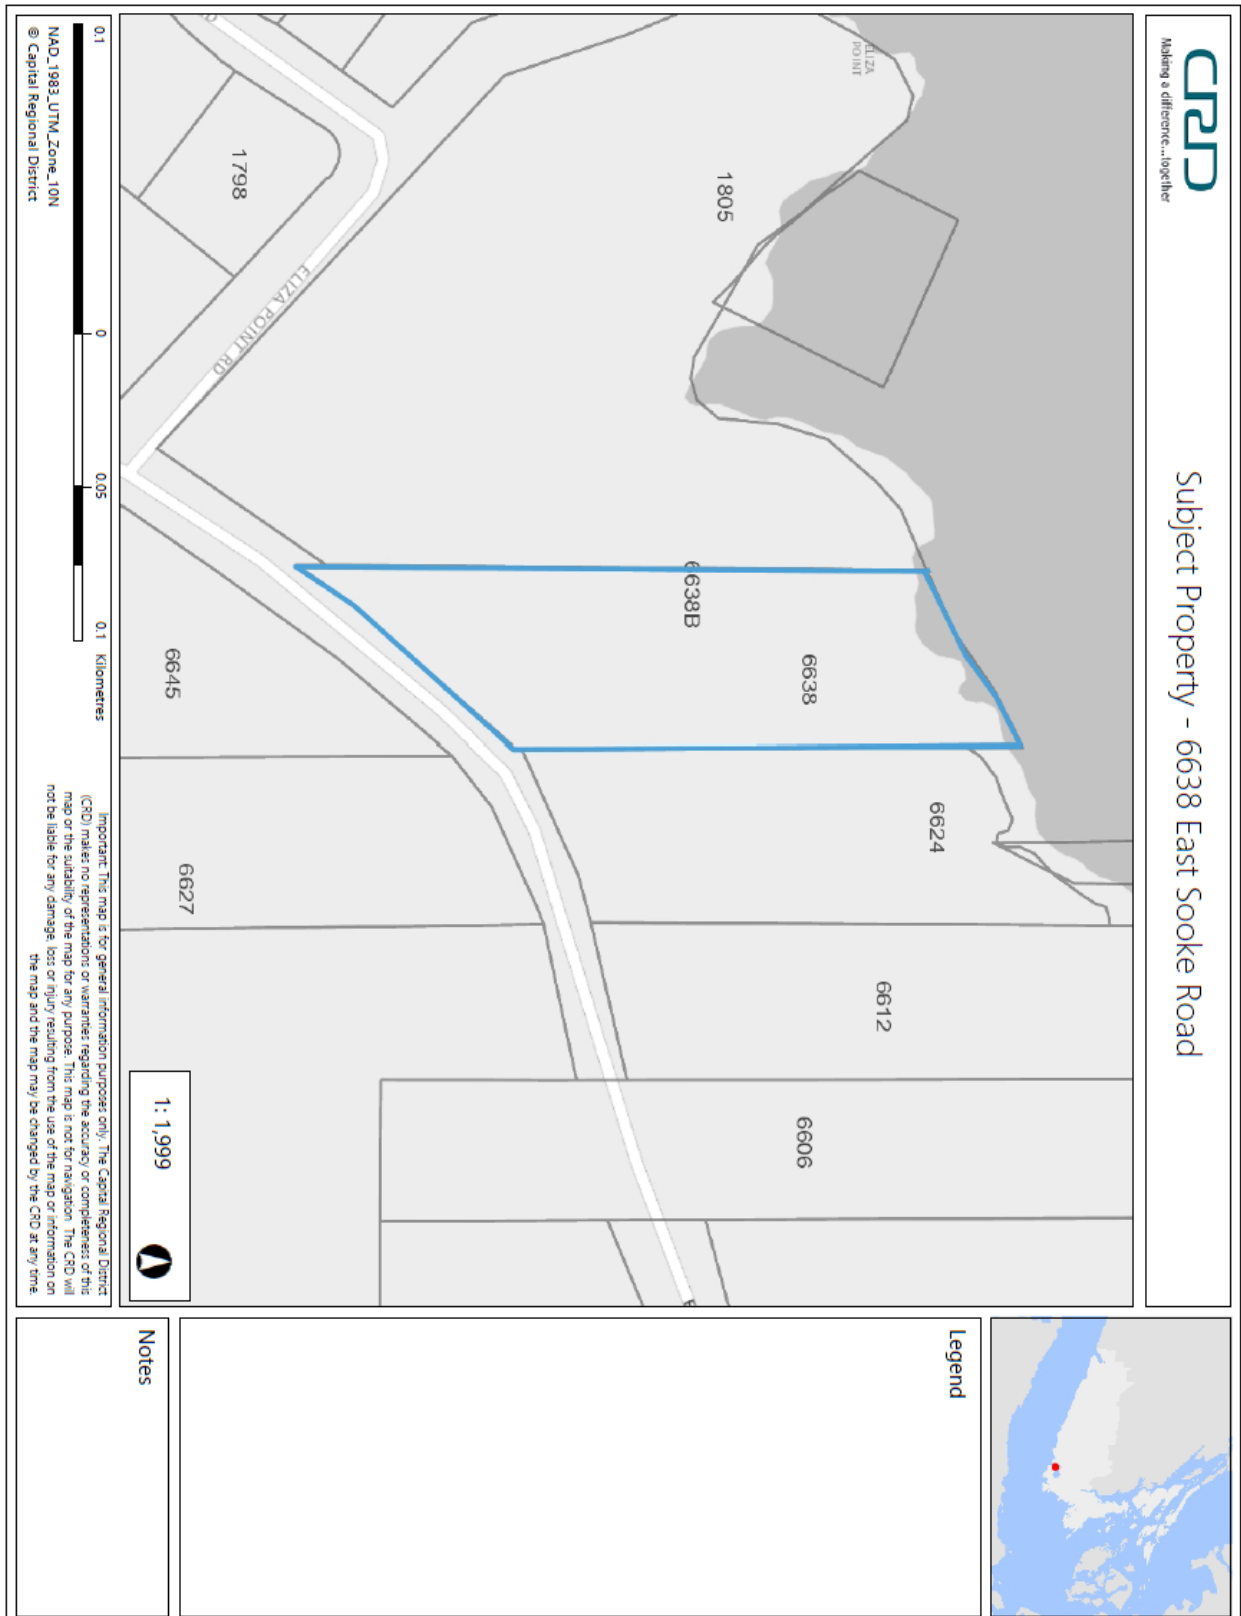 CRD
Making a difference...together
Subject Property - 6638 East Sooke Road
ELIZA
POINT
1805
1798
ELIZA POINT RD
6638B
6638
6645
6624
6627
6612
6606
1: 1,999
Legend
Notes
0.1
0
0.05
0.1 Kilometres
NAD_1983_UTM_Zone_10N
© Capital Regional District
Important: This map is for general information purposes only. The Capital Regional District
(CRD) makes no representations or warranties regarding the accuracy or completeness of this
map or the suitability of the map for any purpose. This map is not for navigation. The CRD will
not be liable for any damage, loss or injury resulting from the use of the map or information on
the map and the map may be changed by the CRD at any time.